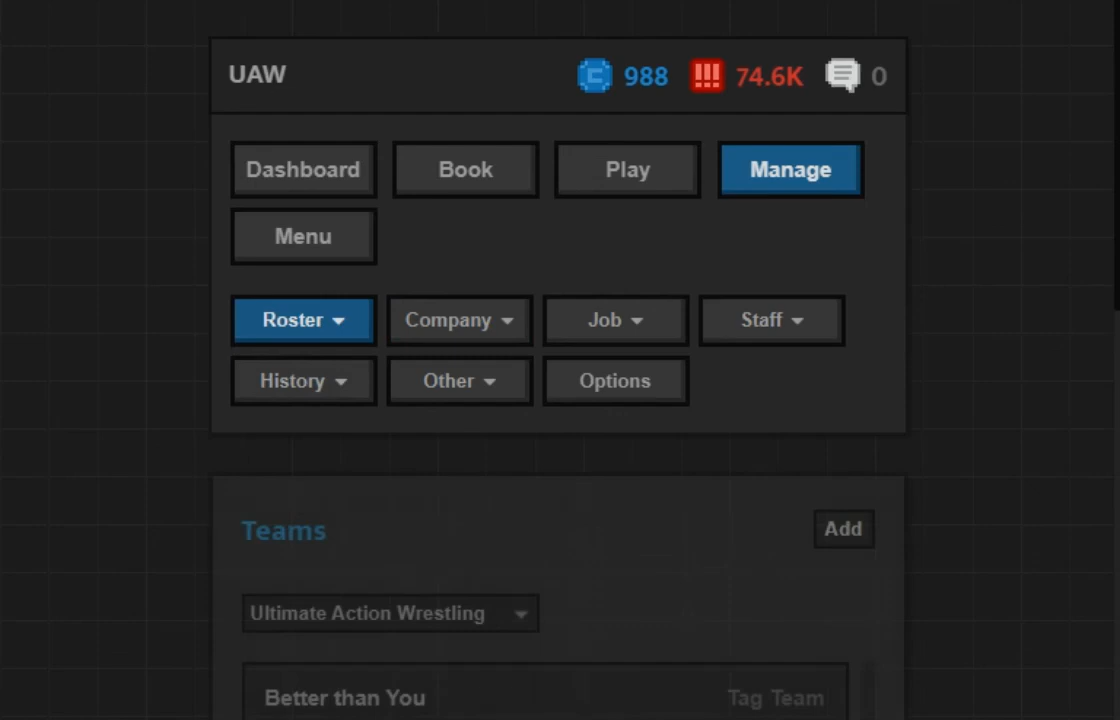 UAW 988 74.6K 0
Dashboard Book Play Manage
Menu
Roster Company Job Staff
History Other Options
Teams Add
Ultimate Action Wrestling
Better than You Tag Team